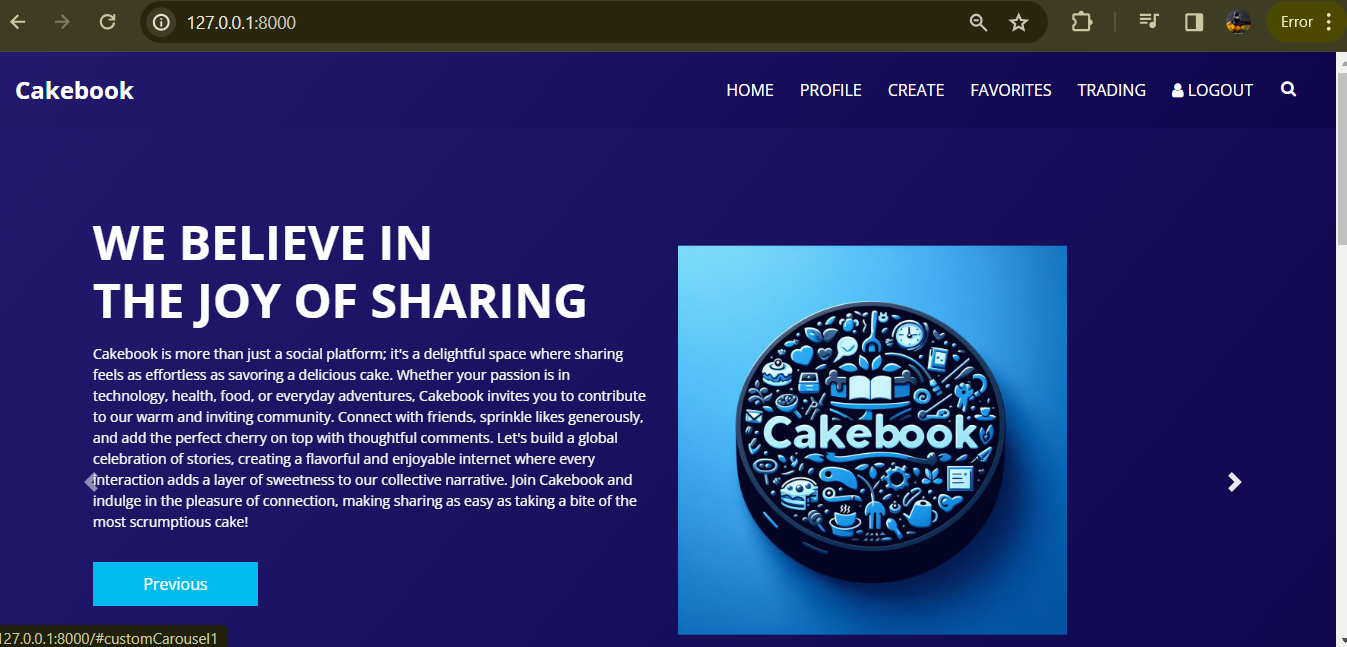 127.0.0.1:8000
Error
Cakebook
HOME PROFILE CREATE FAVORITES TRADING LOGOUT
WE BELIEVE IN
THE JOY OF SHARING
Cakebook is more than just a social platform; it's a delightful space where sharing
feels as effortless as savoring a delicious cake. Whether your passion is in
technology, health, food, or everyday adventures, Cakebook invites you to contribute
to our warm and inviting community. Connect with friends, sprinkle likes generously,
and add the perfect cherry on top with thoughtful comments. Let's build a global
celebration of stories, creating a flavorful and enjoyable internet where every
interaction adds a layer of sweetness to our collective narrative. Join Cakebook and
indulge in the pleasure of connection, making sharing as easy as taking a bite of the
most scrumptious cake!
Cakebook
Previous
127.0.0.1:8000/#customCarousel1